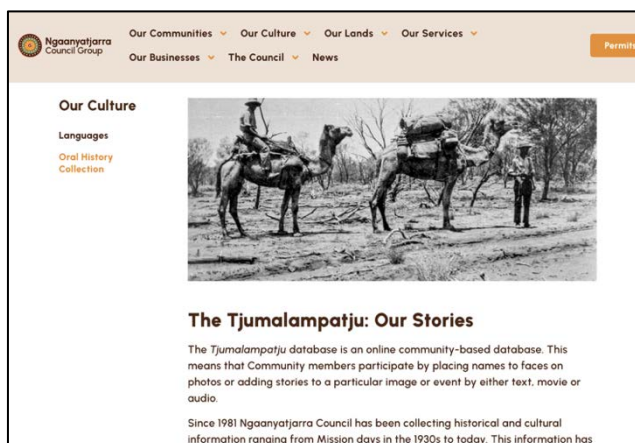 Ngaanyatjarra
Council Group
Our Communities Our Culture Our Lands Our Services
Our Businesses The Council News
Permits
Our Culture
Languages
Oral History
Collection
The Tjumalampatju: Our Stories
The Tjumalampatju database is an online community-based database. This
means that Community members participate by placing names to faces on
photos or adding stories to a particular image or event by either text, movie or
audio.
Since 1981 Ngaanyatjarra Council has been collecting historical and cultural
information ranging from Mission days in the 1930s to today. This information has